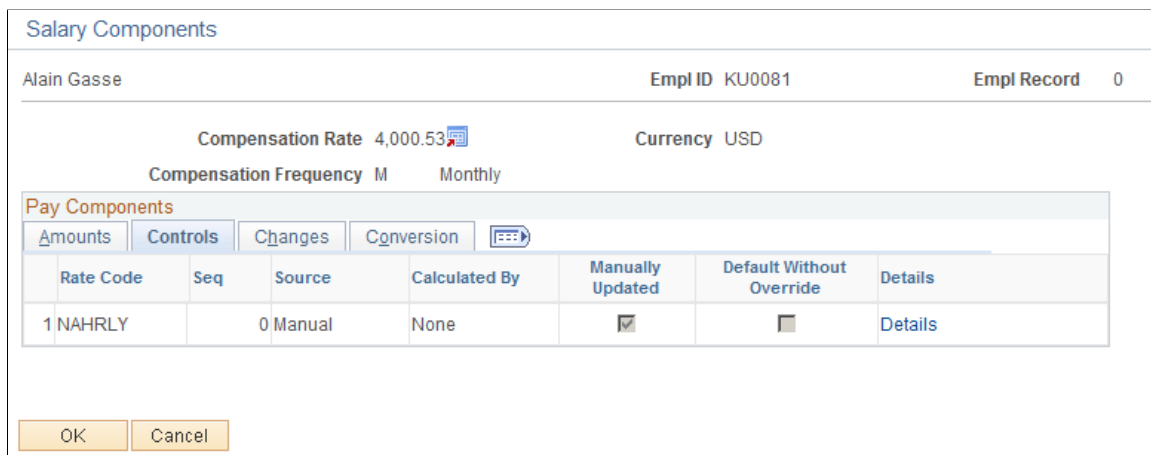 Salary Components
Alain Gasse Empl ID KU0081 Empl Record 0
Compensation Rate 4,000.53 Currency USD
Compensation Frequency M Monthly
Pay Components
Amounts Controls Changes Conversion
Rate Code Seq Source Calculated By Manually Updated Default Without Override Details
1 NAHRLY 0 Manual None Details
OK Cancel